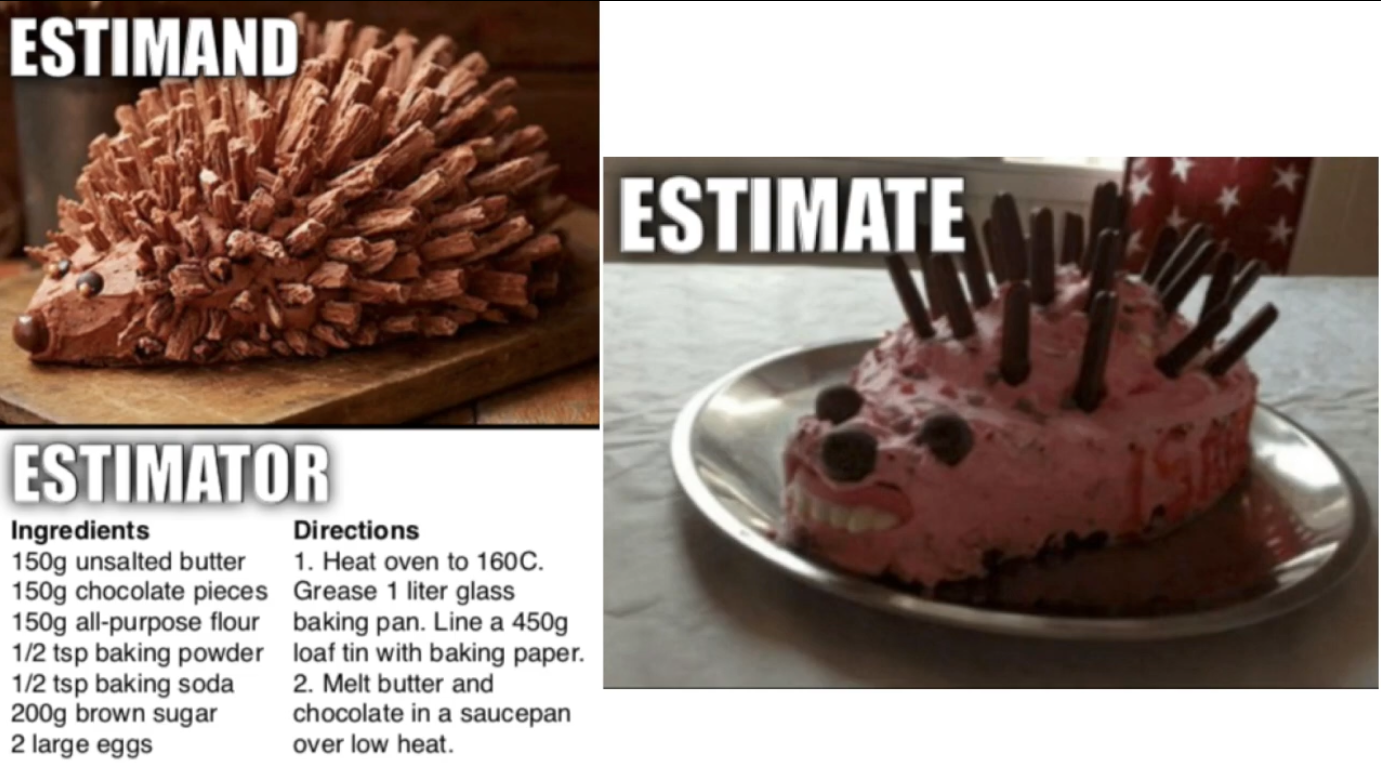 ESTIMAND
ESTIMATOR
Ingredients
150g unsalted butter
150g chocolate pieces
150g all-purpose flour
1/2 tsp baking powder
1/2 tsp baking soda
200g brown sugar
2 large eggs
Directions
1. Heat oven to 160C.
Grease 1 liter glass
baking pan. Line a 450g
loaf tin with baking paper.
2. Melt butter and
chocolate in a saucepan
over low heat.
ESTIMATE